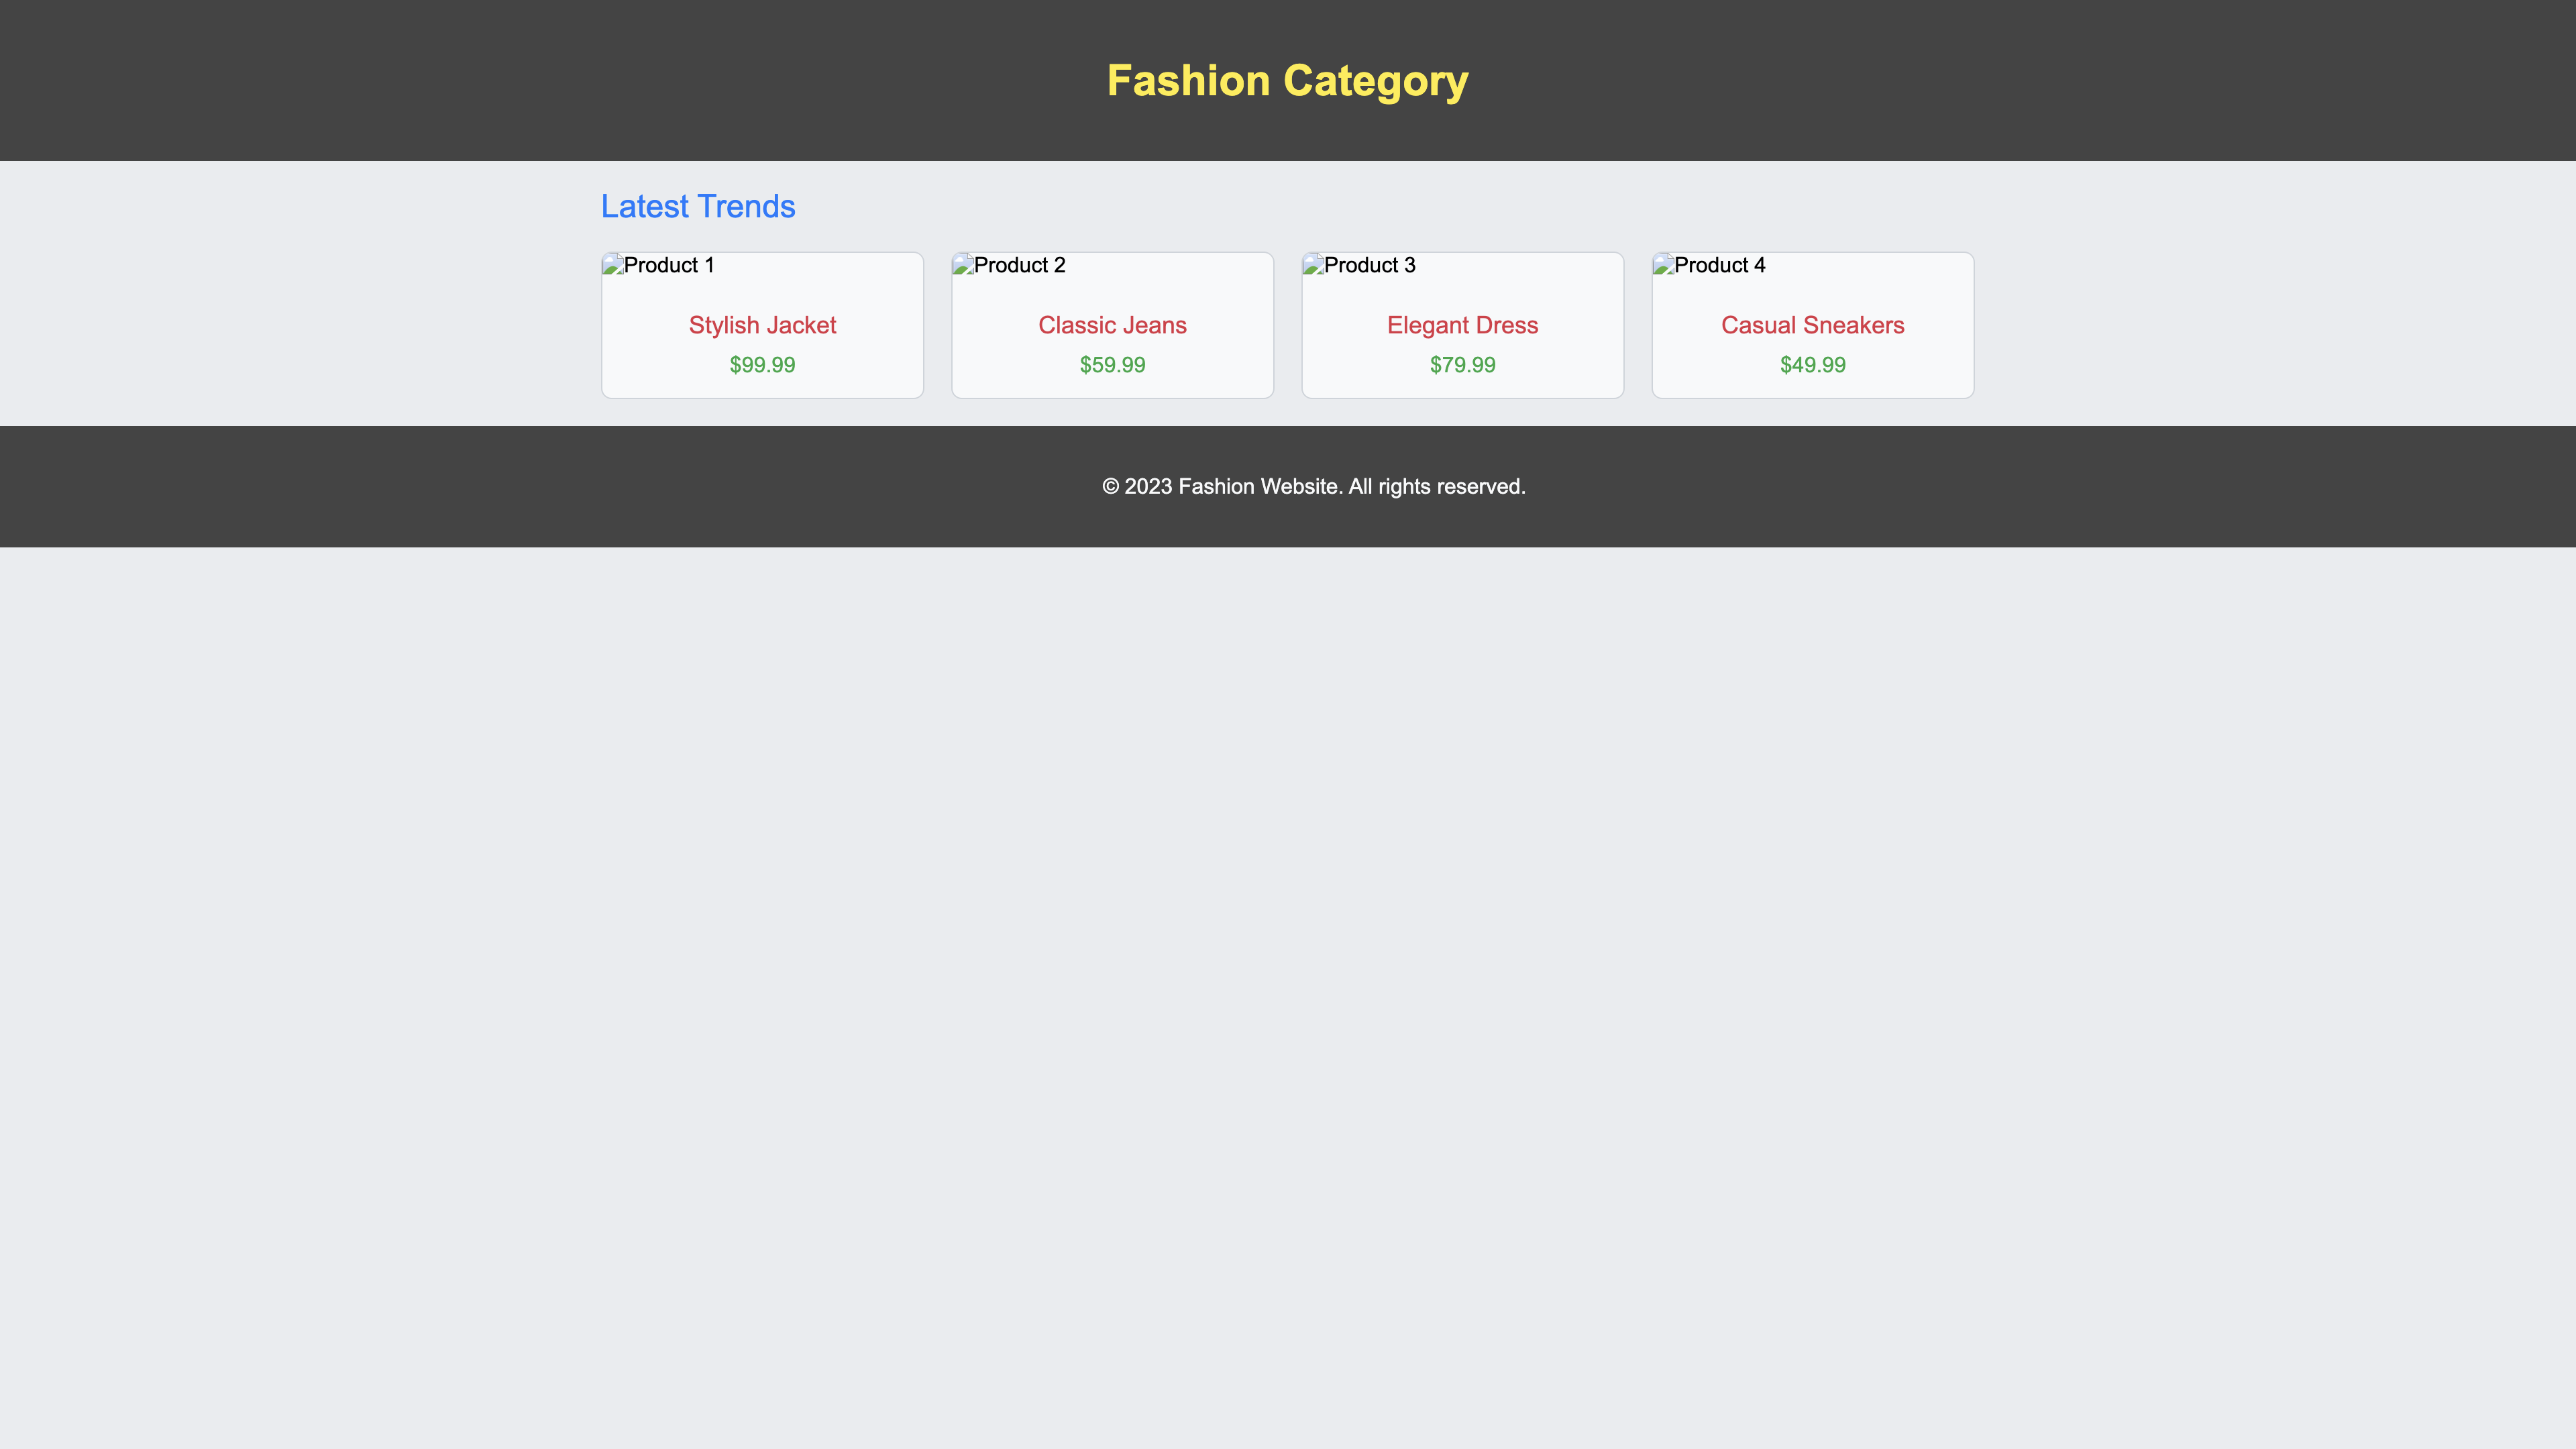 Fashion Category
Latest Trends
Product 1
Product 2
Product 3
Product 4
Stylish Jacket
Classic Jeans
Elegant Dress
Casual Sneakers
$99.99
$59.99
$79.99
$49.99
© 2023 Fashion Website. All rights reserved.